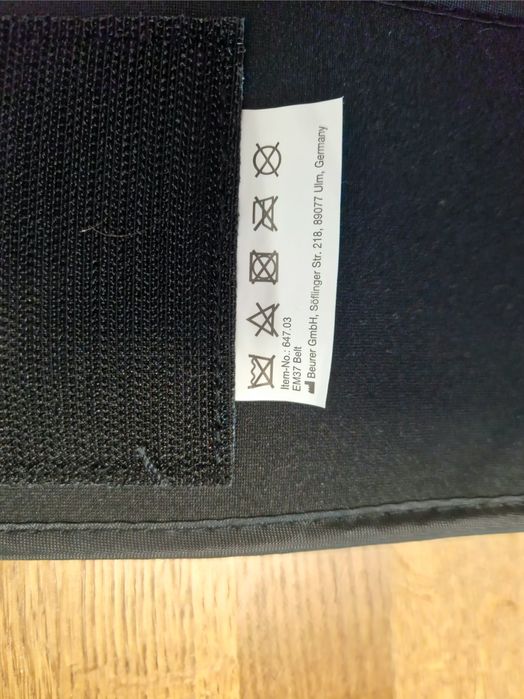 Item-No.: 647.03
EM37 Belt
Beurer GmbH, Söflinger Str. 218, 89077 Ulm, Germany